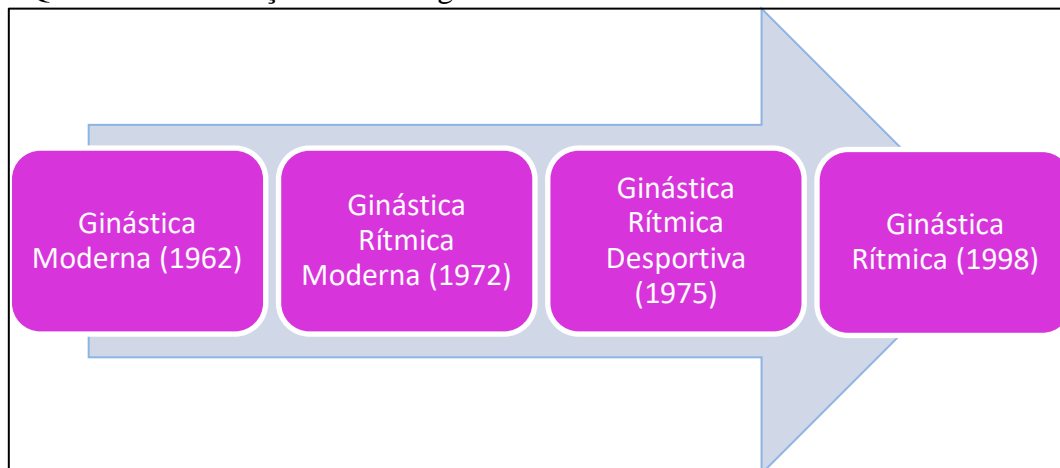 Ginástica
Moderna (1962)
Ginástica
Rítmica
Moderna (1972)
Ginástica
Rítmica
Desportiva
(1975)
Ginástica
Rítmica (1998)